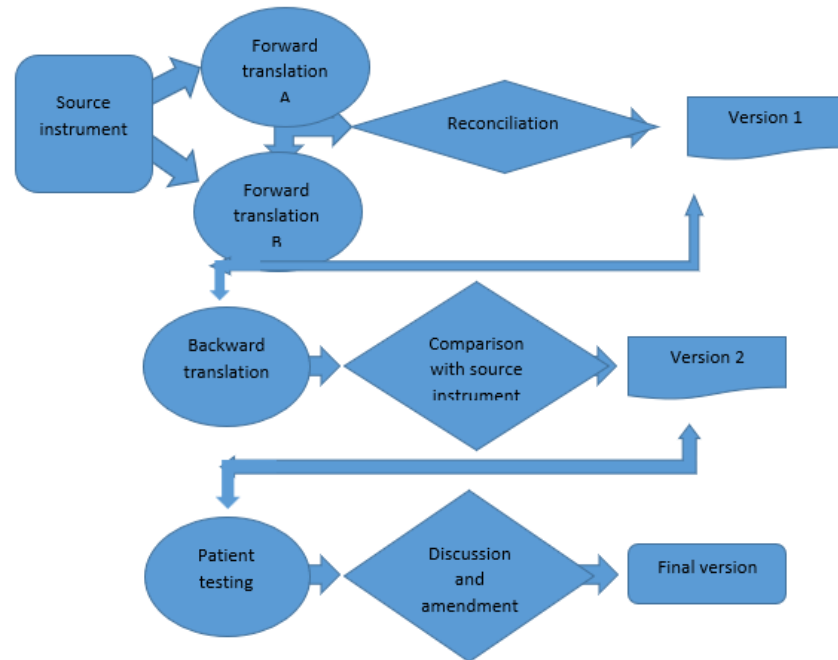 Source
instrument
Forward
translation
A
Forward
translation
B
Reconciliation
Version 1
Backward
translation
Comparison
with source
instrument
Version 2
Patient
testing
Discussion
and
amendment
Final version